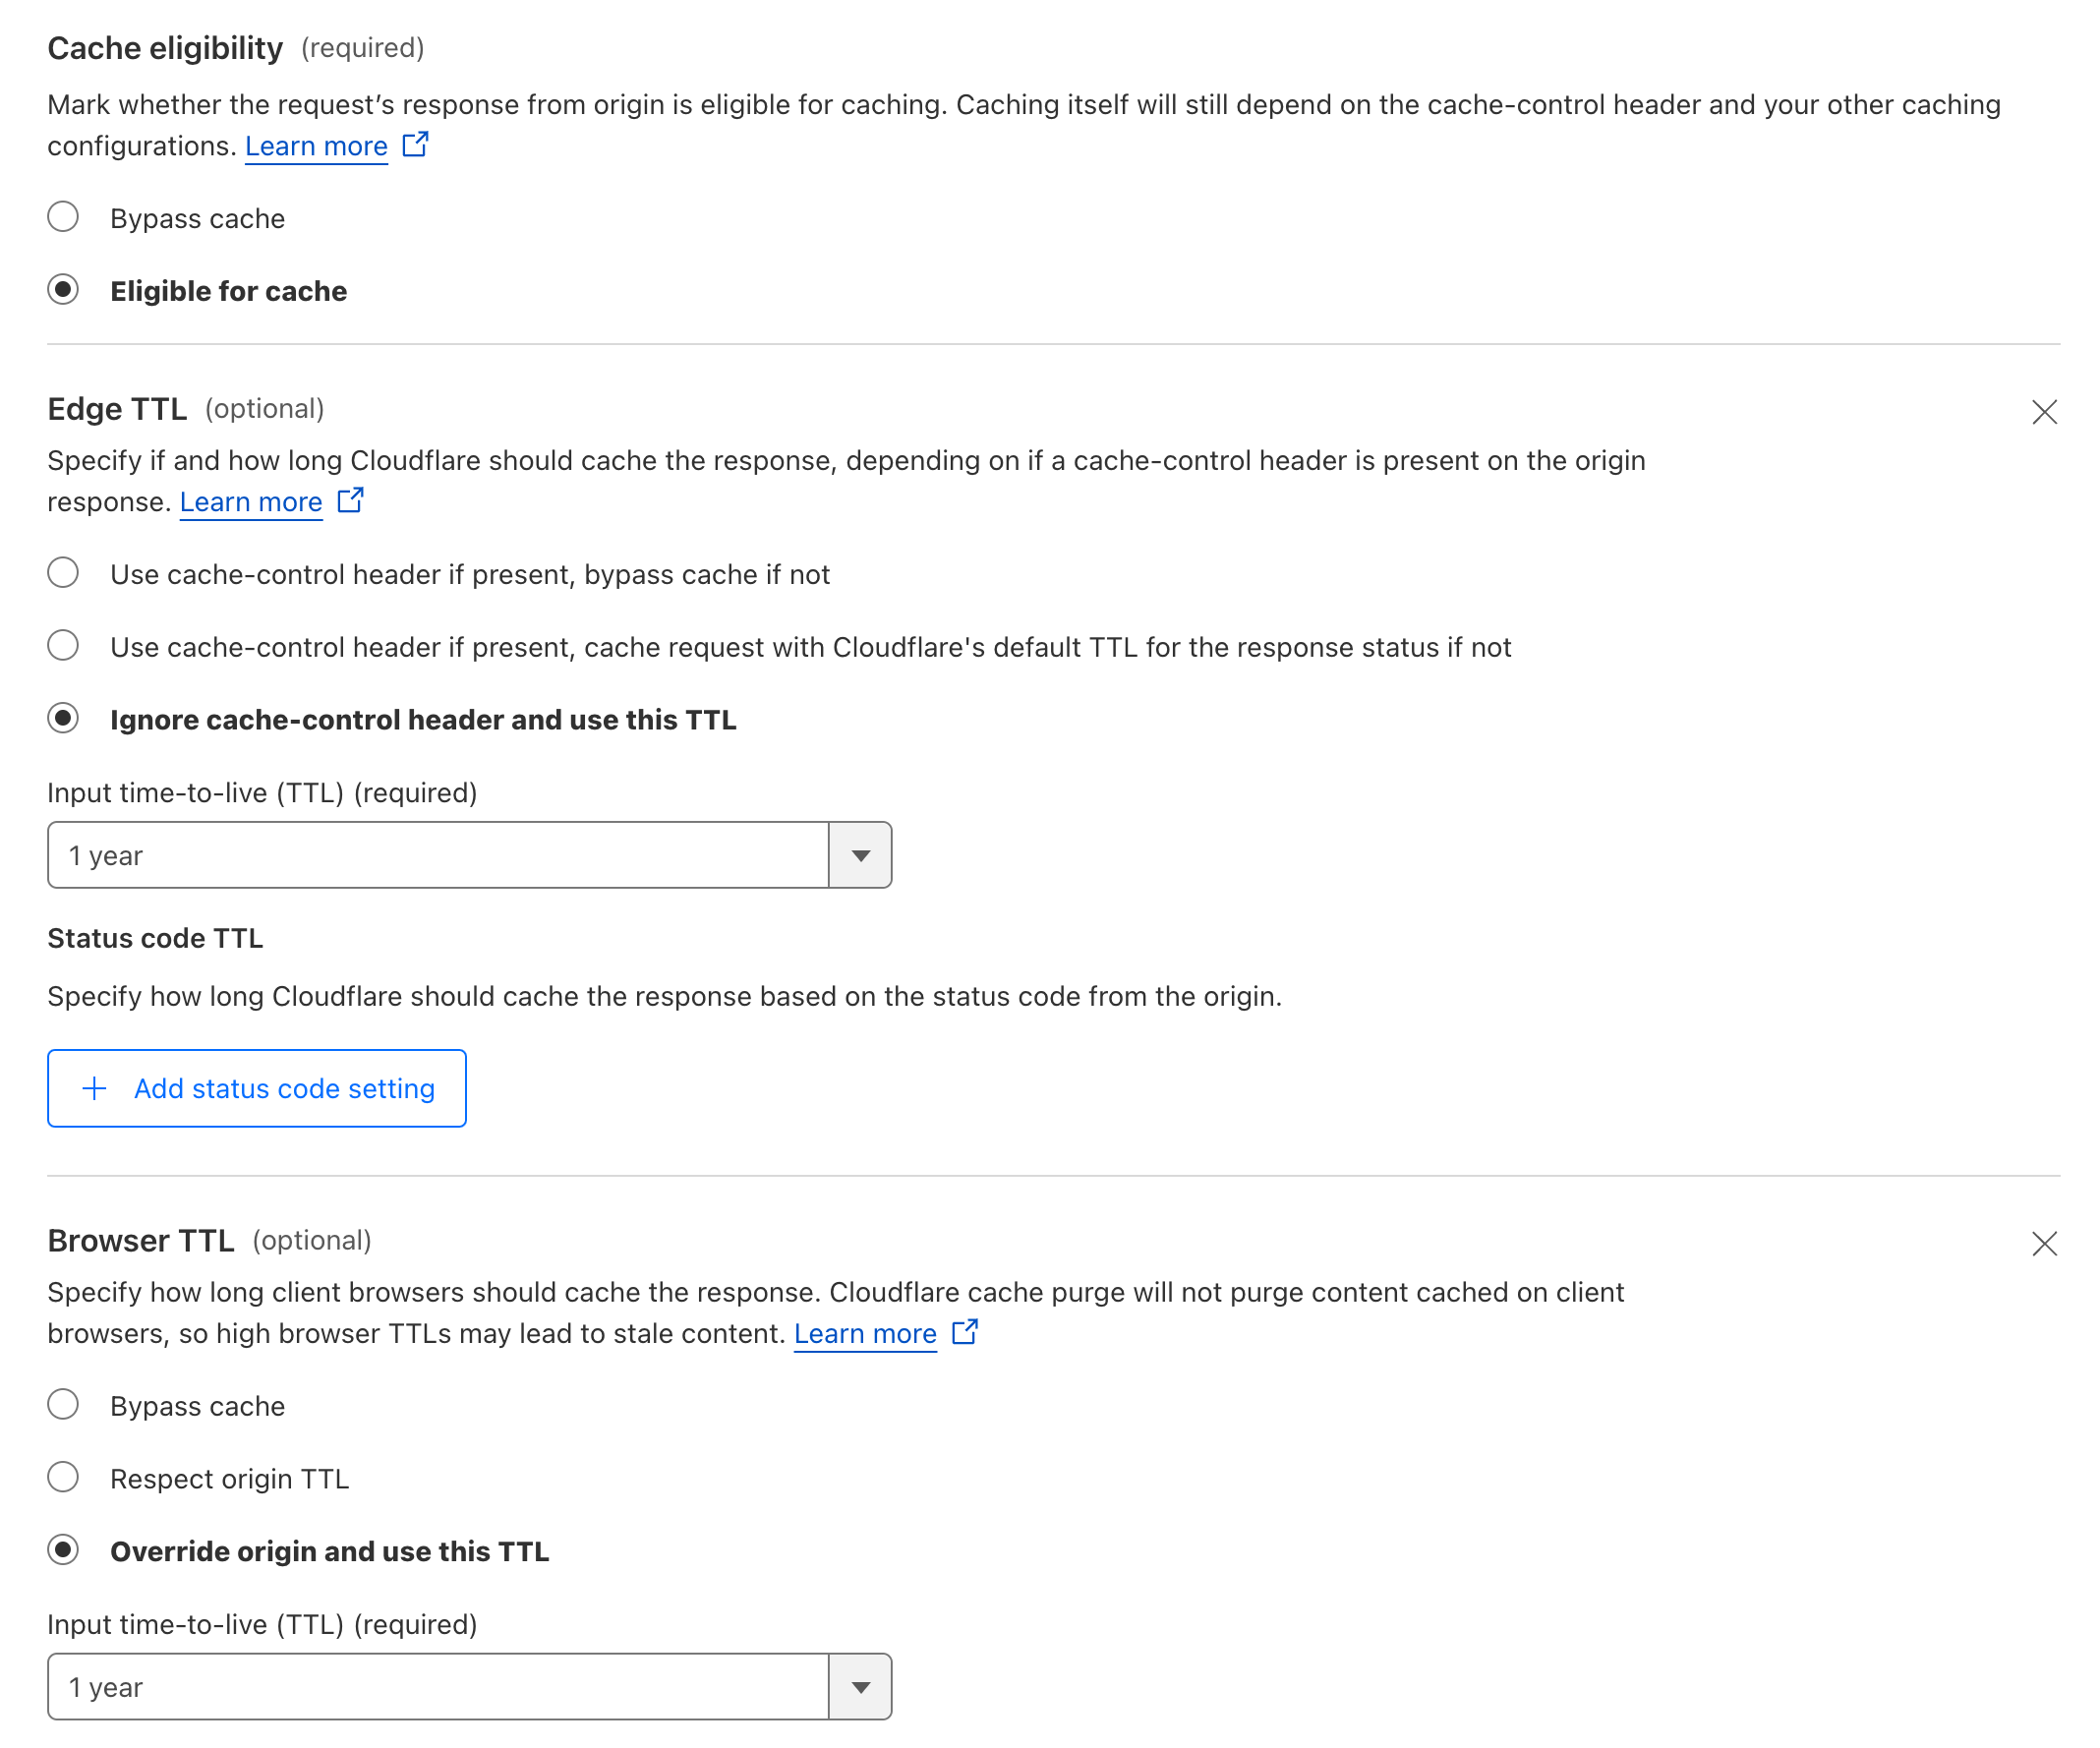 Cache eligibility (required)
Mark whether the request’s response from origin is eligible for caching. Caching itself will still depend on the cache-control header and your other caching
configurations. Learn more
Bypass cache
Eligible for cache
Edge TTL (optional)
Specify if and how long Cloudflare should cache the response, depending on if a cache-control header is present on the origin
response. Learn more
Use cache-control header if present, bypass cache if not
Use cache-control header if present, cache request with Cloudflare's default TTL for the response status if not
Ignore cache-control header and use this TTL
Input time-to-live (TTL) (required)
1 year
Status code TTL
Specify how long Cloudflare should cache the response based on the status code from the origin.
Add status code setting
Browser TTL (optional)
Specify how long client browsers should cache the response. Cloudflare cache purge will not purge content cached on client
browsers, so high browser TTLs may lead to stale content. Learn more
Bypass cache
Respect origin TTL
Override origin and use this TTL
Input time-to-live (TTL) (required)
1 year